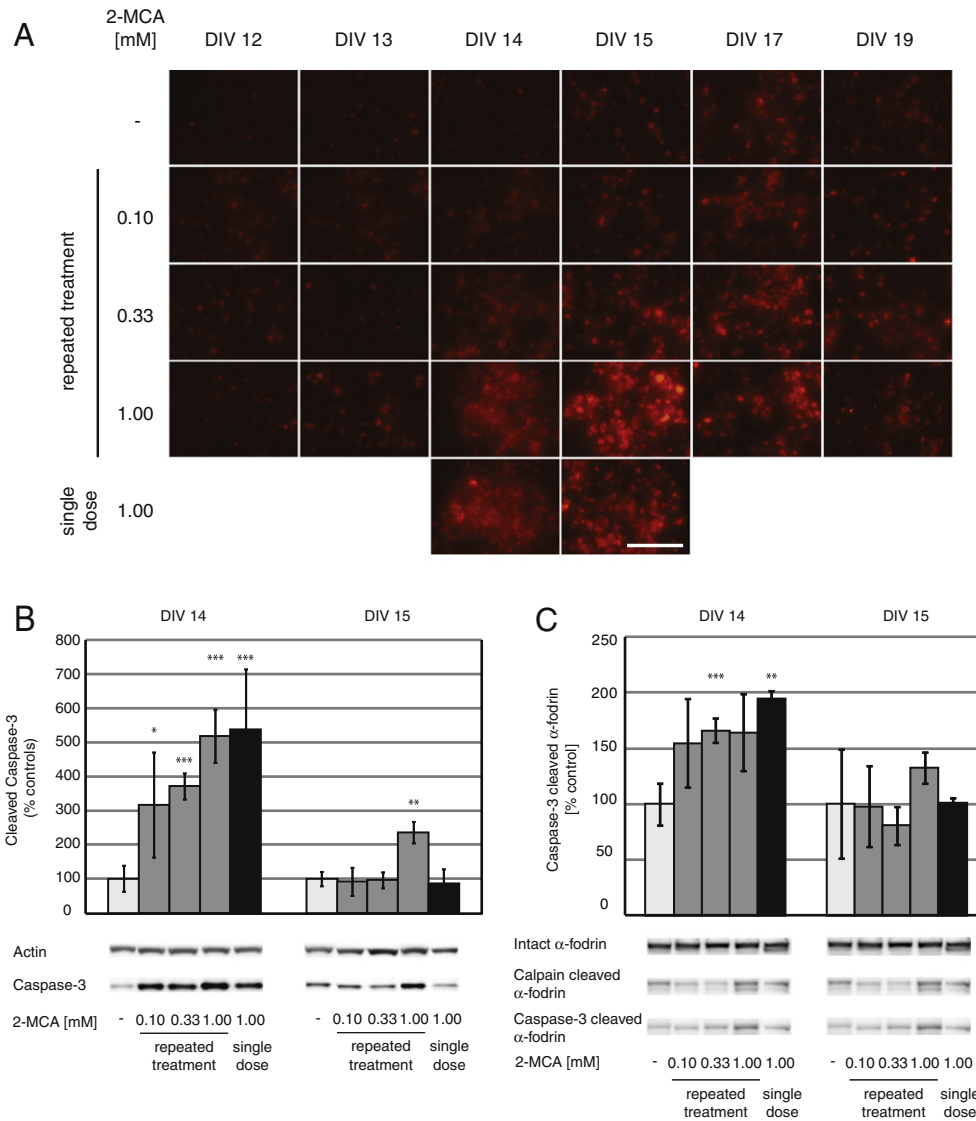 A
2-MCA
[mM]
DIV 12 DIV 13 DIV 14 DIV 15 DIV 17 DIV 19
-
repeated treatment
0.10
0.33
1.00
single
dose
1.00
B
DIV 14 DIV 15
Cleaved Caspase-3
(% controls)
800
700
600
500
400
300
200
100
0
* *** *** *** **
Actin
Caspase-3
2-MCA [mM] - 0.10 0.33 1.00 1.00 - 0.10 0.33 1.00 1.00
repeated single repeated single
treatment dose treatment dose
C
DIV 14 DIV 15
Caspase-3 cleaved α-fodrin
[% control]
250
200
150
100
50
0
*** **
Intact α-fodrin
Calpain cleaved
α-fodrin
Caspase-3 cleaved
α-fodrin
2-MCA [mM] - 0.10 0.33 1.00 1.00 - 0.10 0.33 1.00 1.00
repeated single repeated single
treatment dose treatment dose